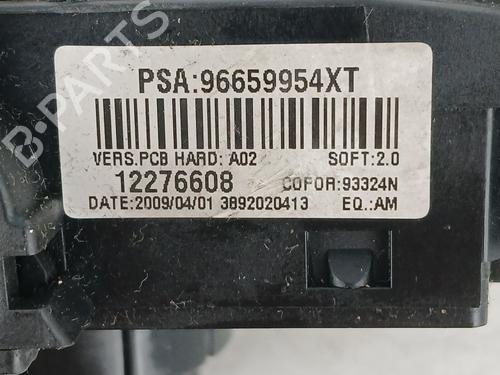 B-PARTS
PSA:96659954XT
VERS.PCB HARD: A02 SOFT:2.0
12276608 COFOR:93324N
DATE:2009/04/01 3892020413 EQ.:AM